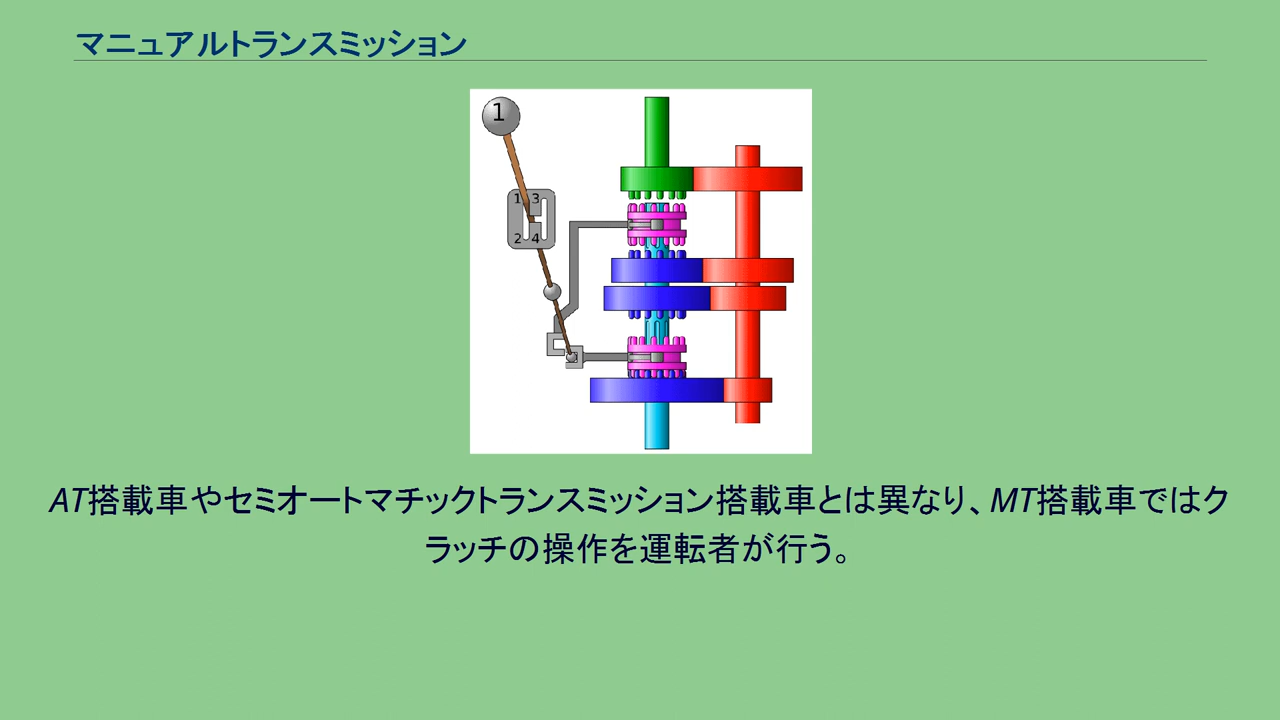 マニュアルトランスミッション
1
1 3
2 4
AT搭載車やセミオートマチックトランスミッション搭載車とは異なり、MT搭載車ではク
ラッチの操作を運転者が行う。